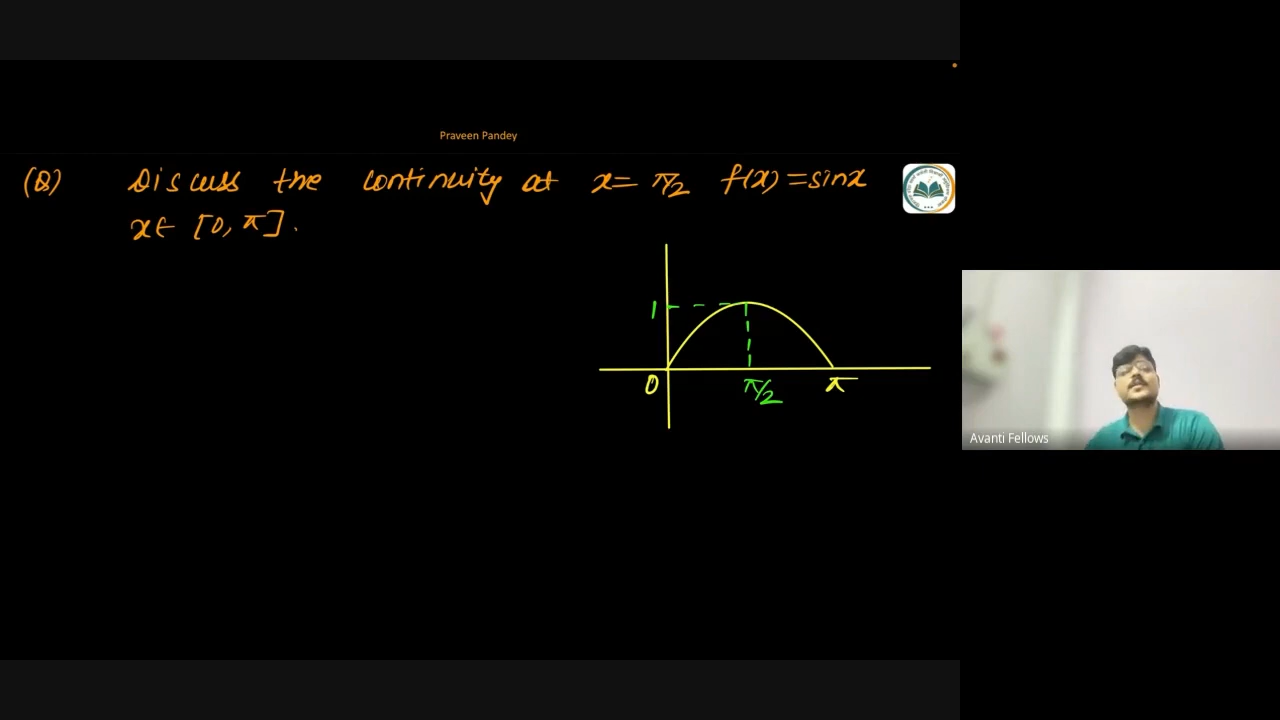 Praveen Pandey
(Q) Discuss the continuity at x = π/2 f(x) = sinx
x ∈ [0, π].
1
0 π/2 π
Avanti Fellows